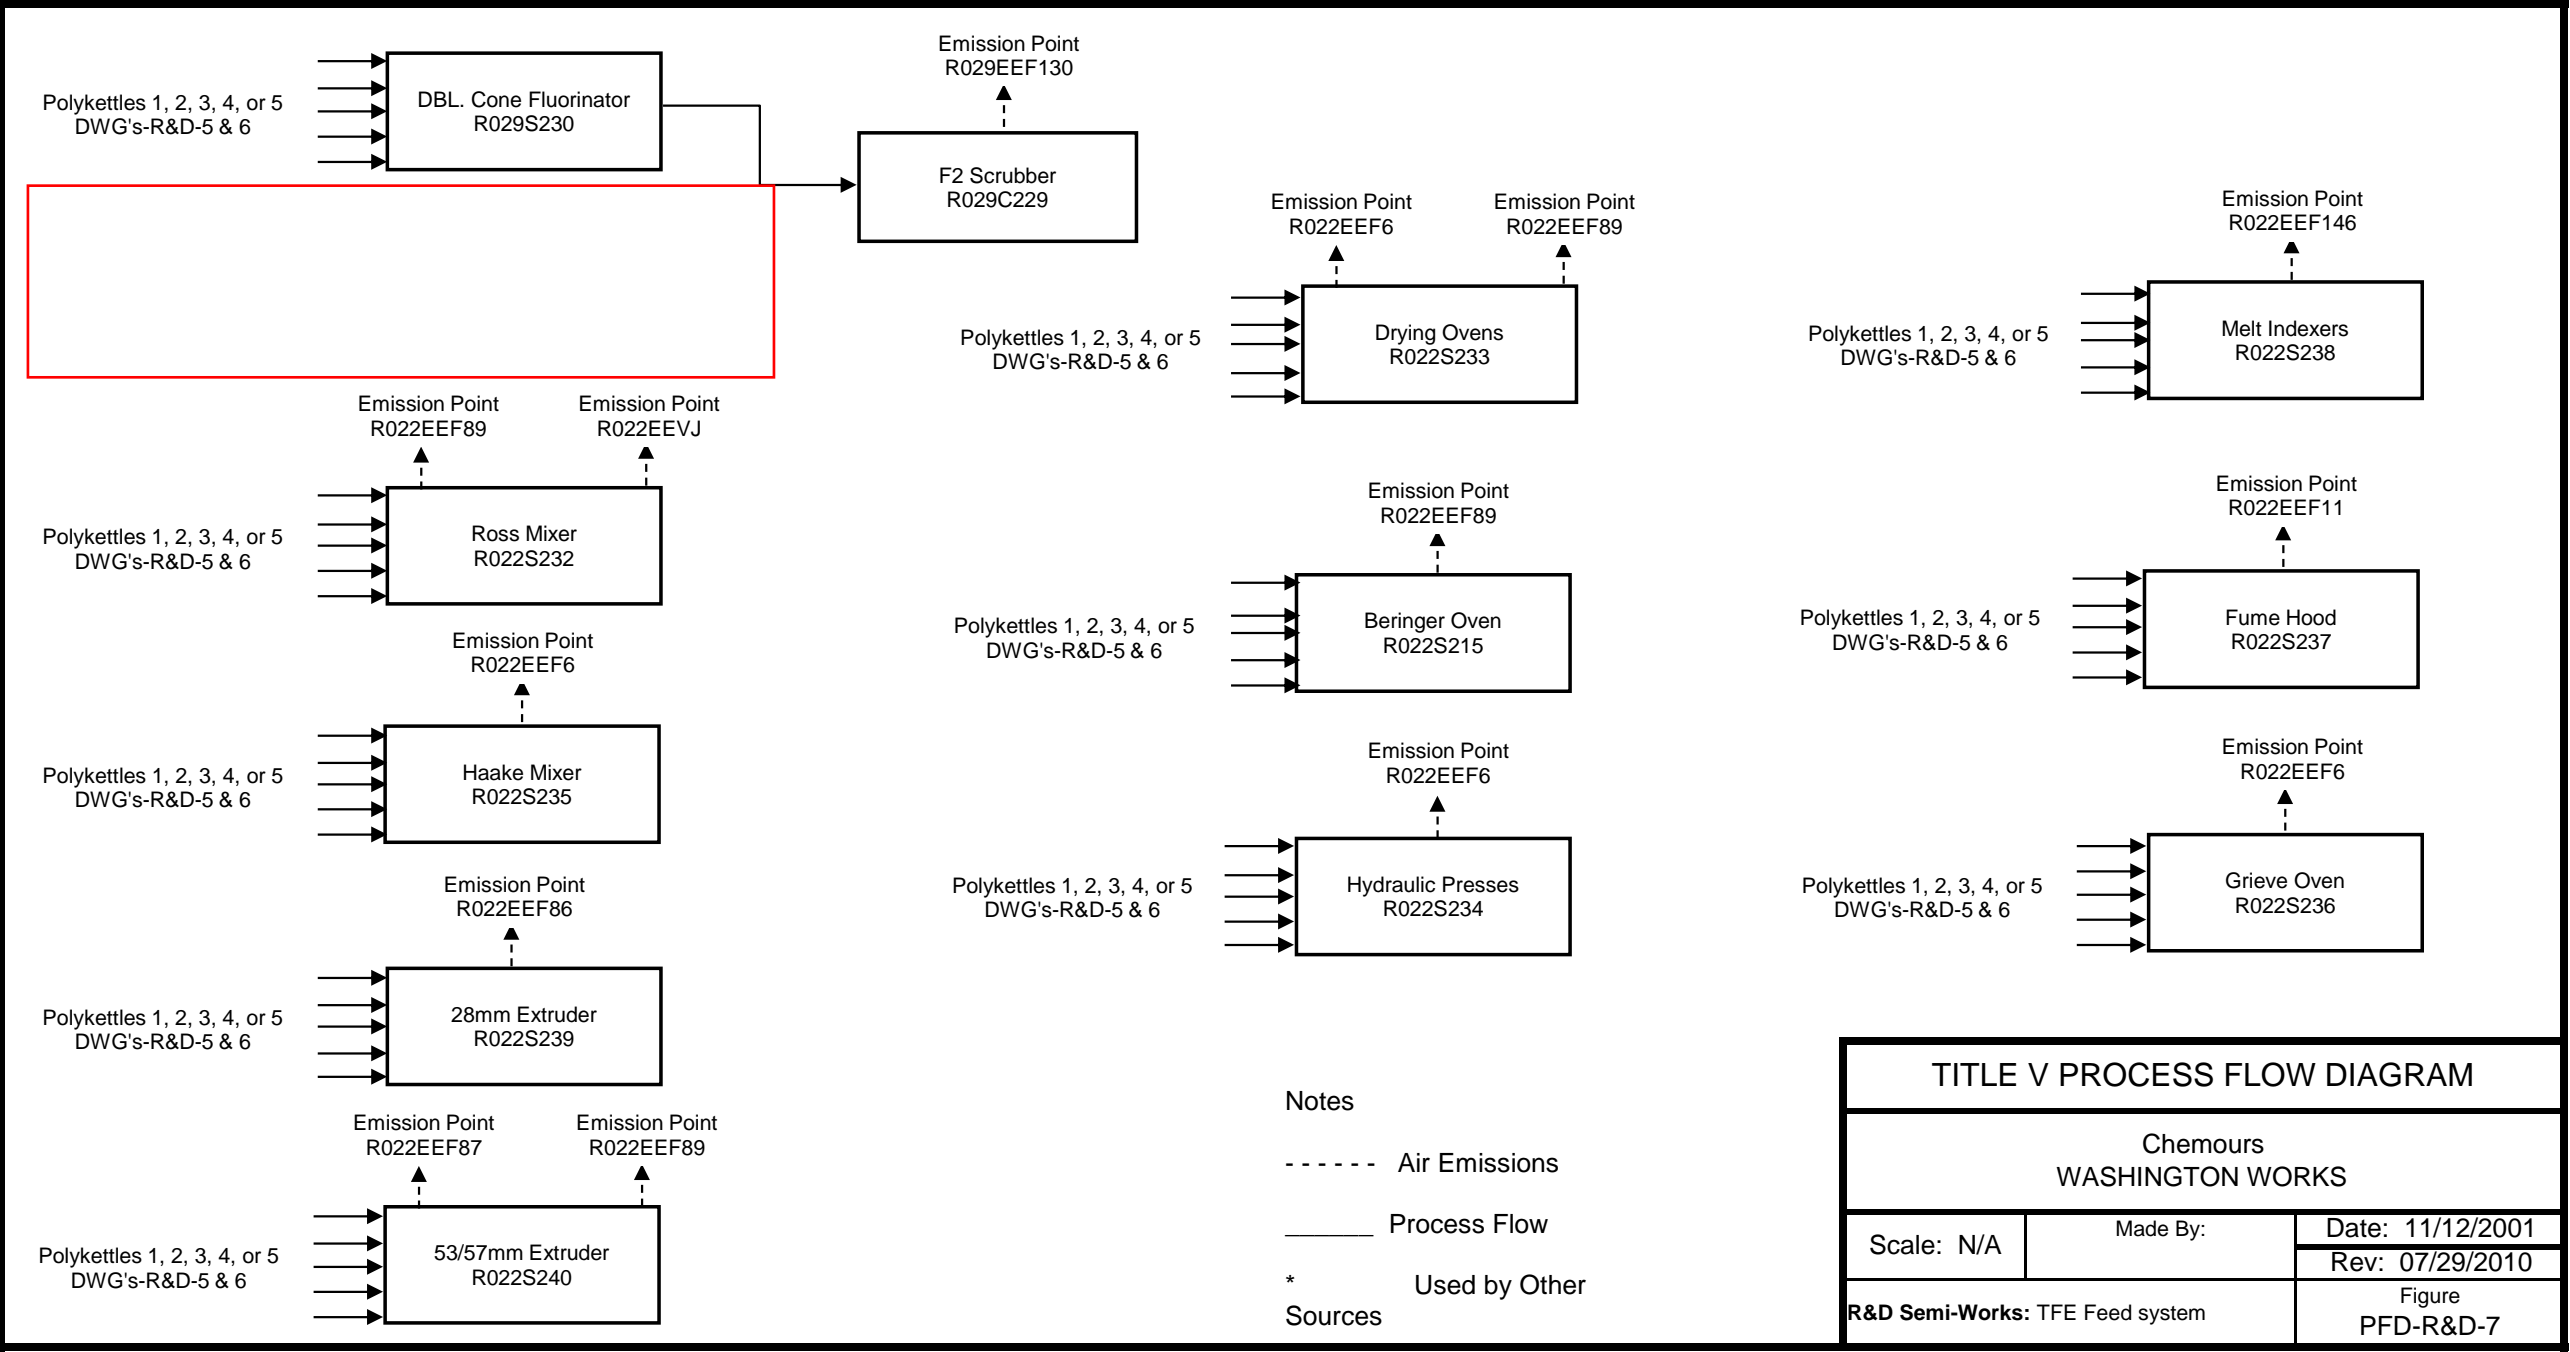 Emission Point
R029EEF130
Polykettles 1, 2, 3, 4, or 5
DWG's-R&D-5 & 6
DBL. Cone Fluorinator
R029S230
F2 Scrubber
R029C229
Emission Point
R022EEF89
Emission Point
R022EEVJ
Polykettles 1, 2, 3, 4, or 5
DWG's-R&D-5 & 6
Ross Mixer
R022S232
Emission Point
R022EEF6
Polykettles 1, 2, 3, 4, or 5
DWG's-R&D-5 & 6
Haake Mixer
R022S235
Emission Point
R022EEF86
Polykettles 1, 2, 3, 4, or 5
DWG's-R&D-5 & 6
28mm Extruder
R022S239
Emission Point
R022EEF87
Emission Point
R022EEF89
Polykettles 1, 2, 3, 4, or 5
DWG's-R&D-5 & 6
53/57mm Extruder
R022S240
Emission Point
R022EEF6
Emission Point
R022EEF89
Polykettles 1, 2, 3, 4, or 5
DWG's-R&D-5 & 6
Drying Ovens
R022S233
Emission Point
R022EEF89
Polykettles 1, 2, 3, 4, or 5
DWG's-R&D-5 & 6
Beringer Oven
R022S215
Emission Point
R022EEF6
Polykettles 1, 2, 3, 4, or 5
DWG's-R&D-5 & 6
Hydraulic Presses
R022S234
Emission Point
R022EEF146
Polykettles 1, 2, 3, 4, or 5
DWG's-R&D-5 & 6
Melt Indexers
R022S238
Emission Point
R022EEF11
Polykettles 1, 2, 3, 4, or 5
DWG's-R&D-5 & 6
Fume Hood
R022S237
Emission Point
R022EEF6
Polykettles 1, 2, 3, 4, or 5
DWG's-R&D-5 & 6
Grieve Oven
R022S236
Notes
- - - - - - Air Emissions
______ Process Flow
* Used by Other
Sources
TITLE V PROCESS FLOW DIAGRAM
Chemours
WASHINGTON WORKS
Scale: N/A
Made By:
Date: 11/12/2001
Rev: 07/29/2010
R&D Semi-Works: TFE Feed system
Figure
PFD-R&D-7